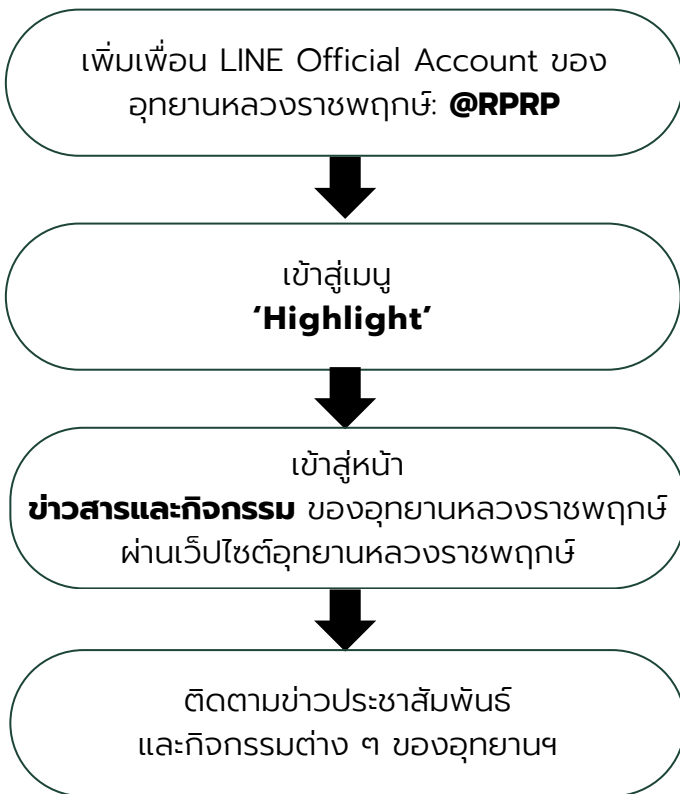 เพิ่มเพื่อน LINE Official Account ของ
อุทยานหลวงราชพฤกษ์: @RPRP
เข้าสู่เมนู
‘Highlight’
เข้าสู่หน้า
ข่าวสารและกิจกรรม ของอุทยานหลวงราชพฤกษ์
ผ่านเว็ปไซต์อุทยานหลวงราชพฤกษ์
ติดตามข่าวประชาสัมพันธ์
และกิจกรรมต่าง ๆ ของอุทยานฯ